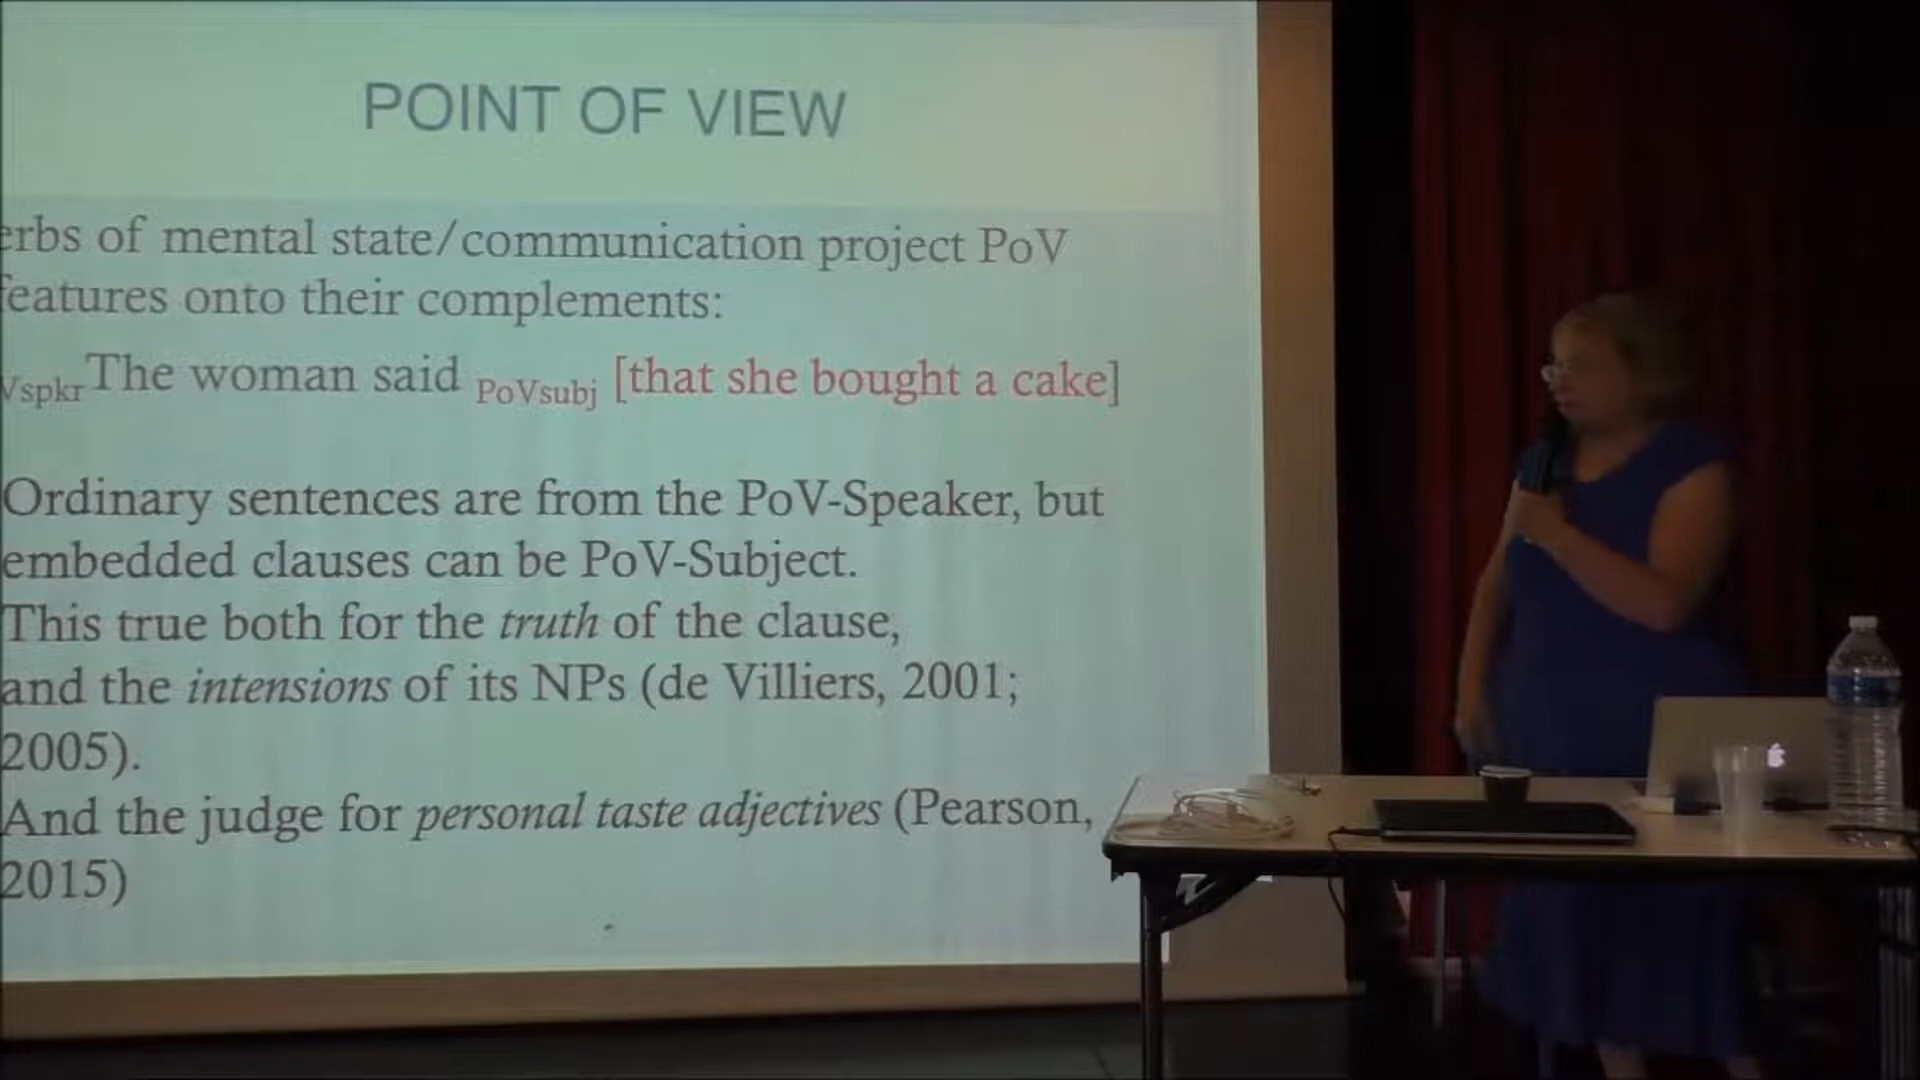 POINT OF VIEW
erbs of mental state/communication project PoV
features onto their complements:
Vspkr The woman said PoVsubj [that she bought a cake]
Ordinary sentences are from the PoV-Speaker, but
embedded clauses can be PoV-Subject.
This true both for the truth of the clause,
and the intensions of its NPs (de Villiers, 2001;
2005).
And the judge for personal taste adjectives (Pearson,
2015)